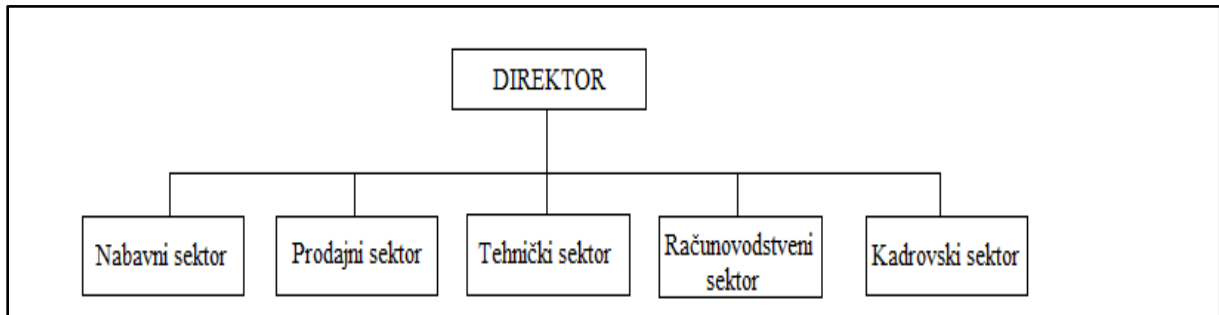 DIREKTOR
Nabavni sektor
Prodajni sektor
Tehnički sektor
Računovodstveni
sektor
Kadrovski sektor